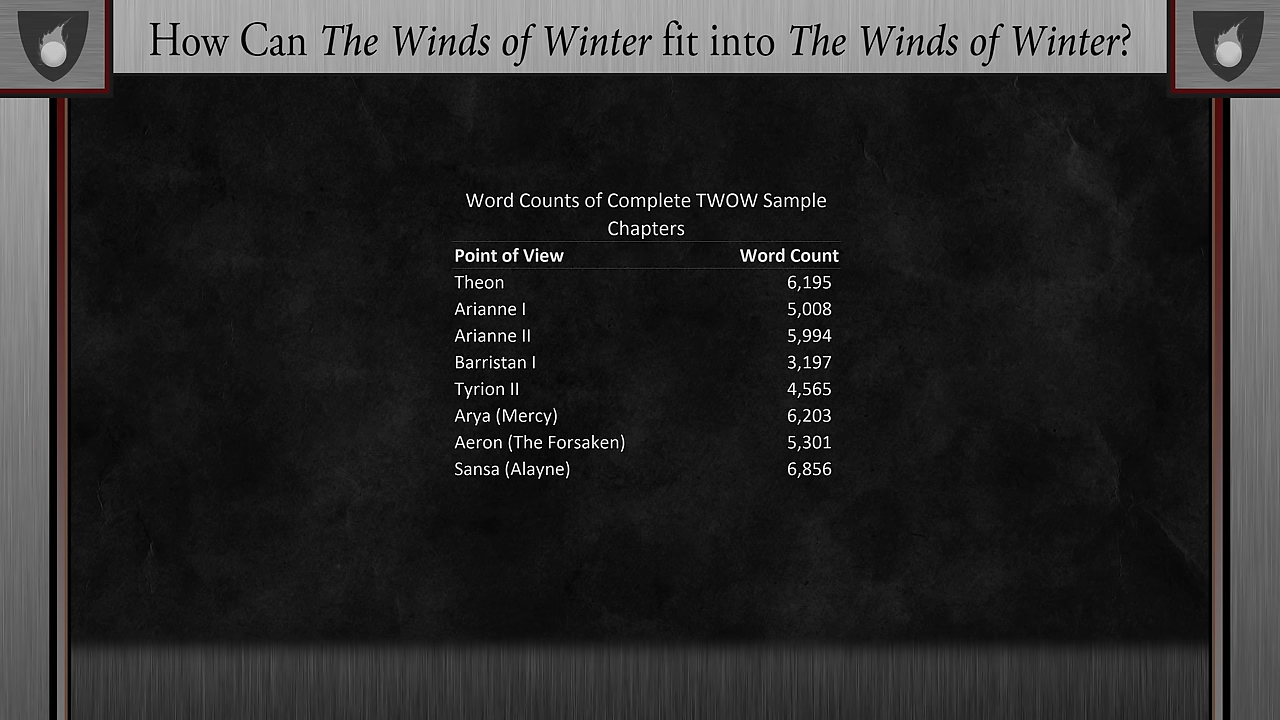 How Can The Winds of Winter fit into The Winds of Winter?
Word Counts of Complete TWOW Sample
Chapters
Point of View Word Count
Theon 6,195
Arianne I 5,008
Arianne II 5,994
Barristan I 3,197
Tyrion II 4,565
Arya (Mercy) 6,203
Aeron (The Forsaken) 5,301
Sansa (Alayne) 6,856